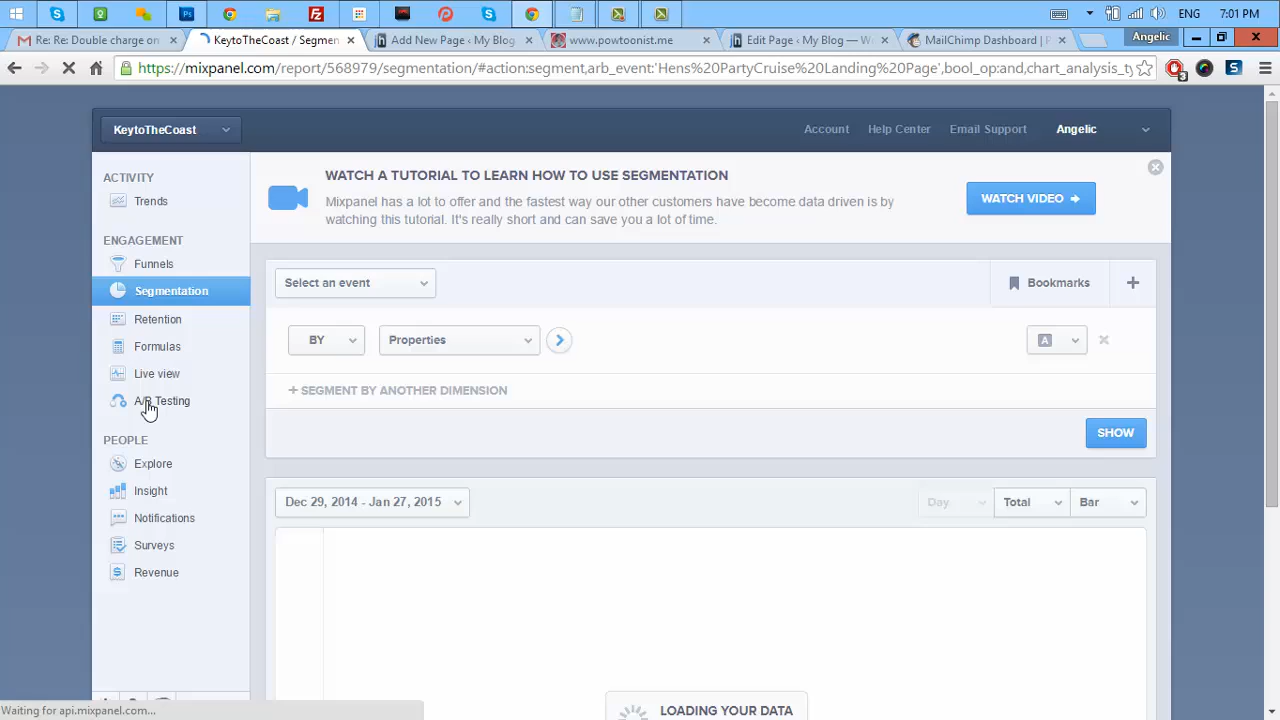 ENG
7:01 PM
Re: Re: Double charge on
KeytoTheCoast / Segmen
Add New Page ‹ My Blog
www.powtoonist.me
Edit Page ‹ My Blog — W
MailChimp Dashboard |
Angelic
https://mixpanel.com/report/568979/segmentation/#action:segment,arb_event:'Hens%20PartyCruise%20Landing%20Page',bool_op:and,chart_analysis_ty
3
KeytoTheCoast
Account
Help Center
Email Support
Angelic
ACTIVITY
Trends
ENGAGEMENT
Funnels
Segmentation
Retention
Formulas
Live view
A/B Testing
PEOPLE
Explore
Insight
Notifications
Surveys
Revenue
WATCH A TUTORIAL TO LEARN HOW TO USE SEGMENTATION
Mixpanel has a lot to offer and the fastest way our other customers have become data driven is by
watching this tutorial. It's really short and can save you a lot of time.
WATCH VIDEO
Select an event
Bookmarks
BY
Properties
A
+ SEGMENT BY ANOTHER DIMENSION
SHOW
Dec 29, 2014 - Jan 27, 2015
Day
Total
Bar
LOADING YOUR DATA
Waiting for api.mixpanel.com...